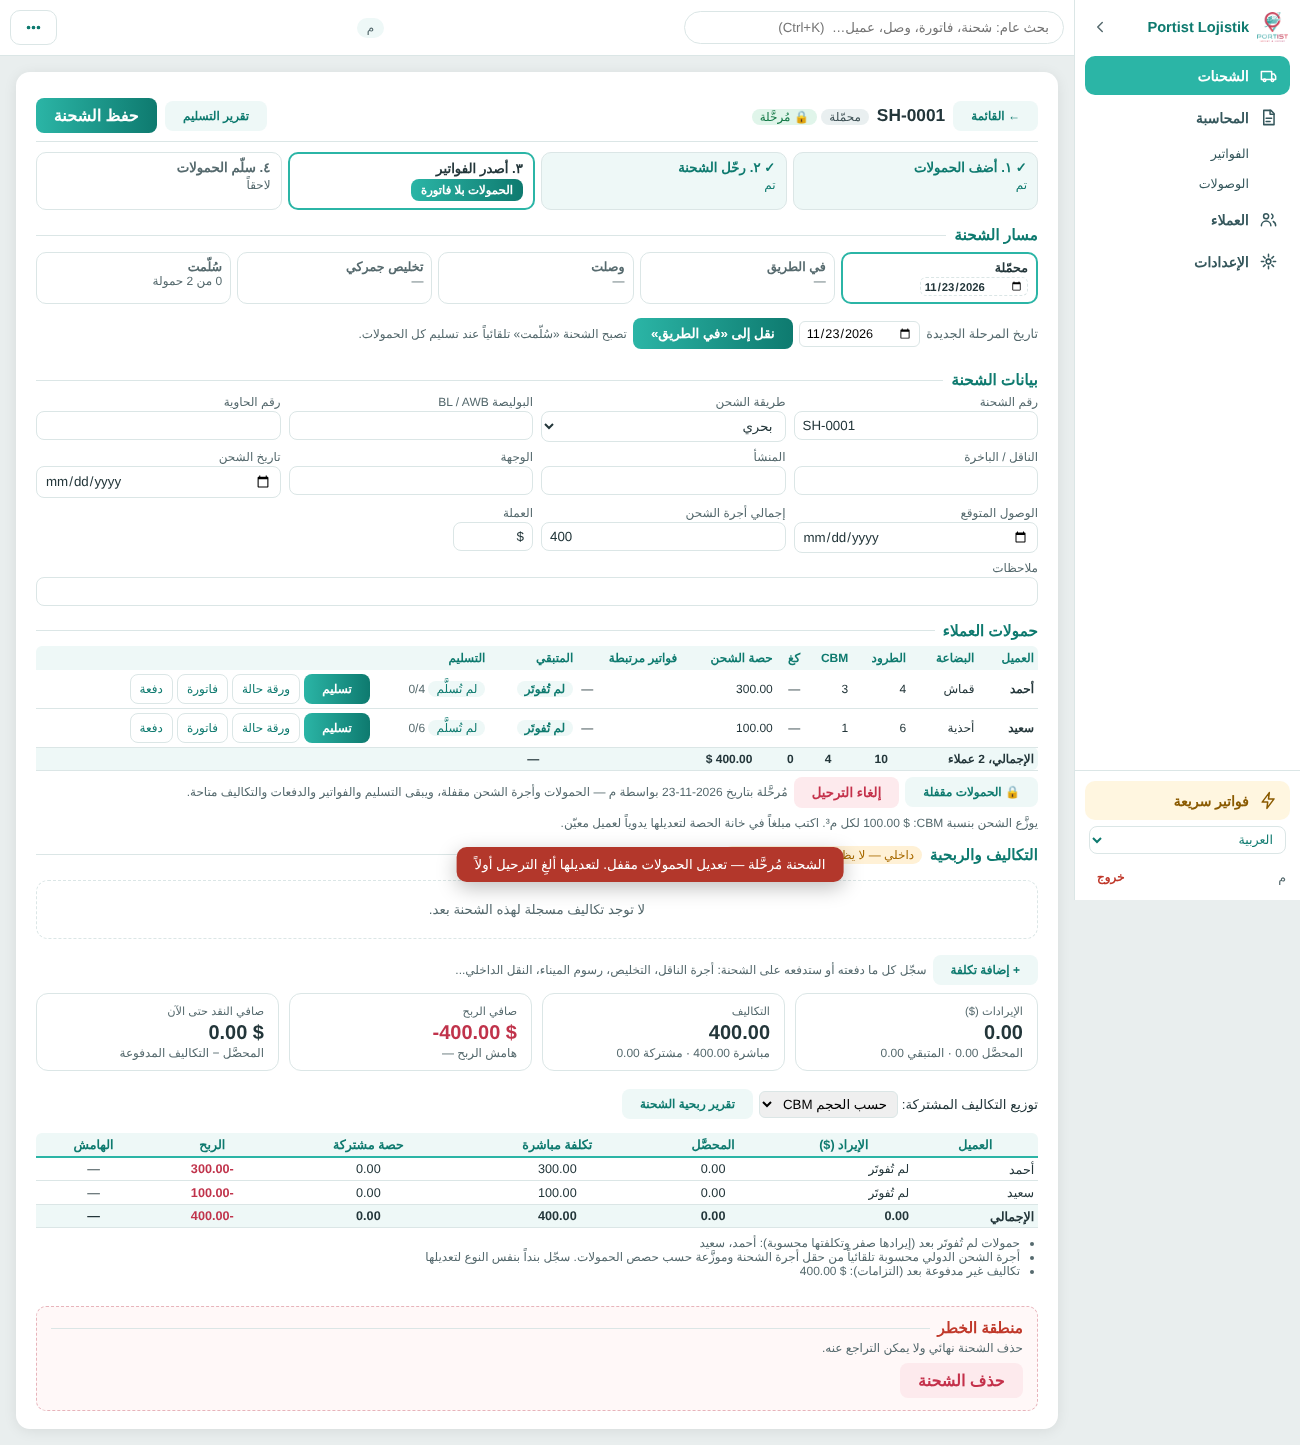 Portist Lojistik
PORTIST
الشحنات
المحاسبة
الفواتير
الوصولات
العملاء
الإعدادات
فواتير سريعة
العربية
م
خروج
بحث عام: شحنة، فاتورة، وصل، عميل… (Ctrl+K)
م
•••
← القائمة
SH-0001
محمّلة
🔒 مُرحَّلة
تقرير التسليم
حفظ الشحنة
✓ ١. أضف الحمولات
تم
✓ ٢. رحّل الشحنة
تم
٣. أصدر الفواتير
الحمولات بلا فاتورة
٤. سلّم الحمولات
لاحقاً
مسار الشحنة
محمّلة
11/23/2026
في الطريق
—
وصلت
—
تخليص جمركي
—
سُلّمت
0 من 2 حمولة
تاريخ المرحلة الجديدة
11/23/2026
نقل إلى «في الطريق»
تصبح الشحنة «سُلّمت» تلقائياً عند تسليم كل الحمولات.
بيانات الشحنة
رقم الشحنة
SH-0001
طريقة الشحن
بحري
البوليصة BL / AWB
رقم الحاوية
الناقل / الباخرة
المنشأ
الوجهة
تاريخ الشحن
mm/dd/yyyy
الوصول المتوقع
mm/dd/yyyy
إجمالي أجرة الشحن
400
العملة
$
ملاحظات
حمولات العملاء
العميل البضاعة الطرود CBM كغ حصة الشحن فواتير مرتبطة المتبقي التسليم
أحمد قماش 4 3 — 300.00 — لم تُفوتَر لم تُسلَّم 0/4 تسليم ورقة حالة فاتورة دفعة
سعيد أحذية 6 1 — 100.00 — لم تُفوتَر لم تُسلَّم 0/6 تسليم ورقة حالة فاتورة دفعة
الإجمالي، 2 عملاء 10 4 0 400.00 $ —
🔒 الحمولات مقفلة
إلغاء الترحيل
مُرحَّلة بتاريخ 2026-11-23 بواسطة م — الحمولات وأجرة الشحن مقفلة، ويبقى التسليم والفواتير والدفعات والتكاليف متاحة.
يوزَّع الشحن بنسبة CBM: $ 100.00 لكل م³. اكتب مبلغاً في خانة الحصة لتعديلها يدوياً لعميل معيّن.
التكاليف والربحية
داخلي — لا
الشحنة مُرحَّلة — تعديل الحمولات مقفل. لتعديلها ألغِ الترحيل أولاً
لا توجد تكاليف مسجلة لهذه الشحنة بعد.
+ إضافة تكلفة
سجّل كل ما دفعته أو ستدفعه على الشحنة: أجرة الناقل، التخليص، رسوم الميناء، النقل الداخلي…
الإيرادات ($)
0.00
المحصَّل 0.00 · المتبقي 0.00
التكاليف
400.00
مباشرة 400.00 · مشتركة 0.00
صافي الربح
-400.00 $
هامش الربح —
صافي النقد حتى الآن
0.00 $
المحصَّل − التكاليف المدفوعة
توزيع التكاليف المشتركة:
حسب الحجم CBM
تقرير ربحية الشحنة
العميل الإيراد ($) المحصَّل تكلفة مباشرة حصة مشتركة الربح الهامش
أحمد لم تُفوتَر 0.00 300.00 0.00 -300.00 —
سعيد لم تُفوتَر 0.00 100.00 0.00 -100.00 —
الإجمالي 0.00 0.00 400.00 0.00 -400.00 —
حمولات لم تُفوتَر بعد (إيرادها صفر وتكلفتها محسوبة): أحمد، سعيد
أجرة الشحن الدولي محسوبة تلقائياً من حقل أجرة الشحنة وموزَّعة حسب حصص الحمولات. سجّل بنداً بنفس النوع لتعديلها
تكاليف غير مدفوعة بعد (التزامات): 400.00 $
منطقة الخطر
حذف الشحنة نهائي ولا يمكن التراجع عنه.
حذف الشحنة